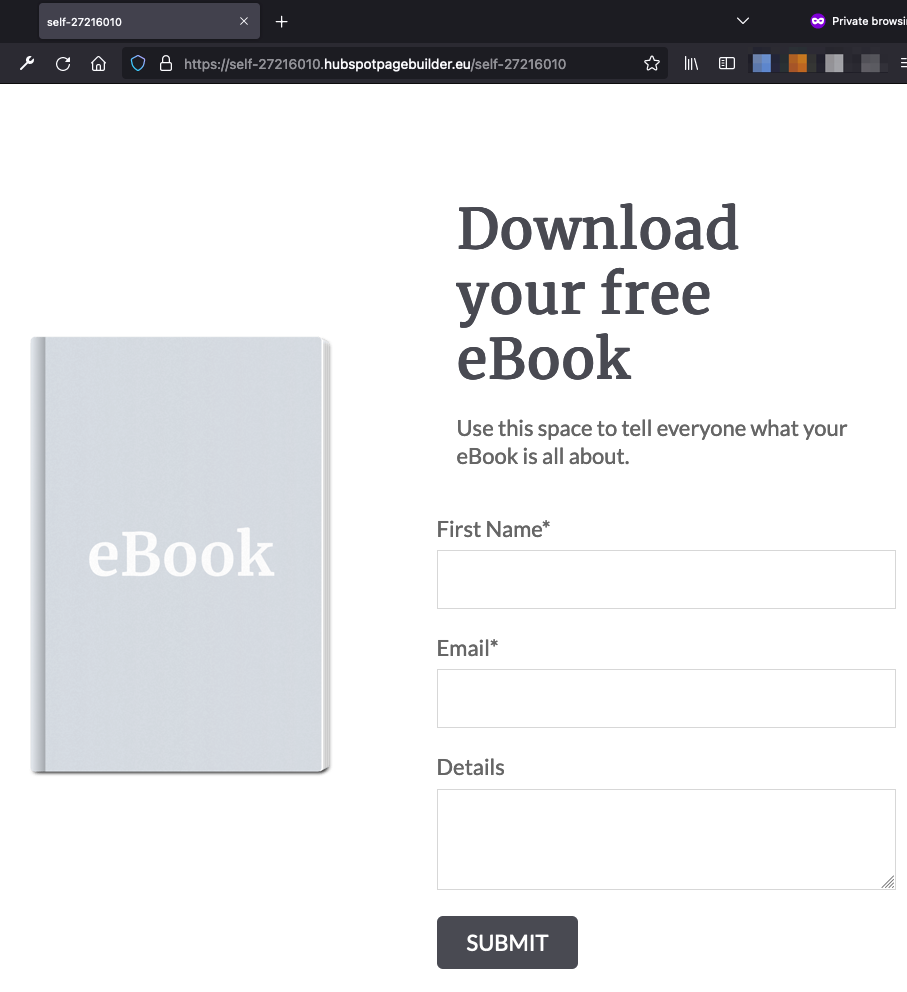 self-27216010
Private browsi
https://self-27216010.hubspotpagebuilder.eu/self-27216010
Download
your free
eBook
Use this space to tell everyone what your
eBook is all about.
eBook
First Name*
Email*
Details
SUBMIT